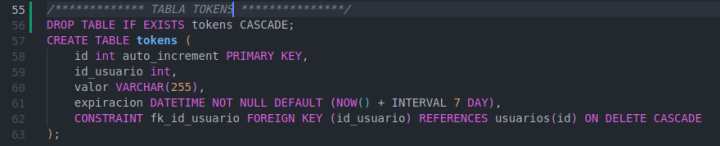 55 /************* TABLA TOKENS ***************/
56 DROP TABLE IF EXISTS tokens CASCADE;
57 CREATE TABLE tokens (
58 id int auto_increment PRIMARY KEY,
59 id_usuario int,
60 valor VARCHAR(255),
61 expiracion DATETIME NOT NULL DEFAULT (NOW() + INTERVAL 7 DAY),
62 CONSTRAINT fk_id_usuario FOREIGN KEY (id_usuario) REFERENCES usuarios(id) ON DELETE CASCADE
63 );